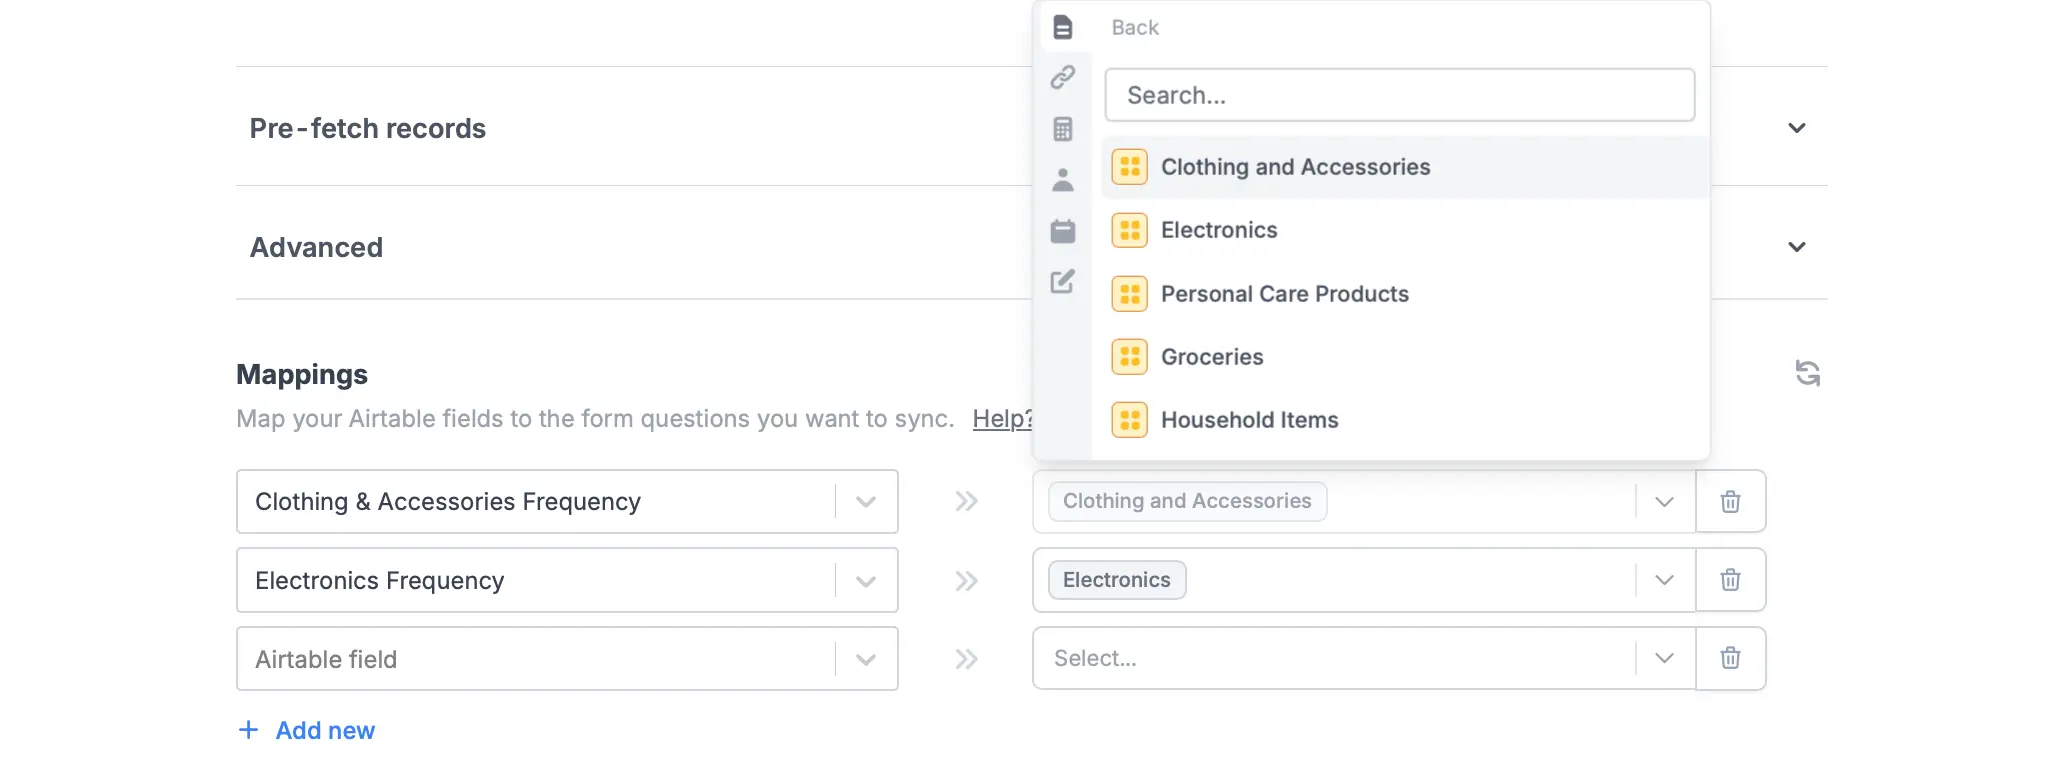 Back
Search...
Pre-fetch records
Clothing and Accessories
Electronics
Advanced
Personal Care Products
Groceries
Mappings
Map your Airtable fields to the form questions you want to sync. Help?
Household Items
Clothing & Accessories Frequency
Clothing and Accessories
Electronics Frequency
Electronics
Airtable field
Select...
+ Add new